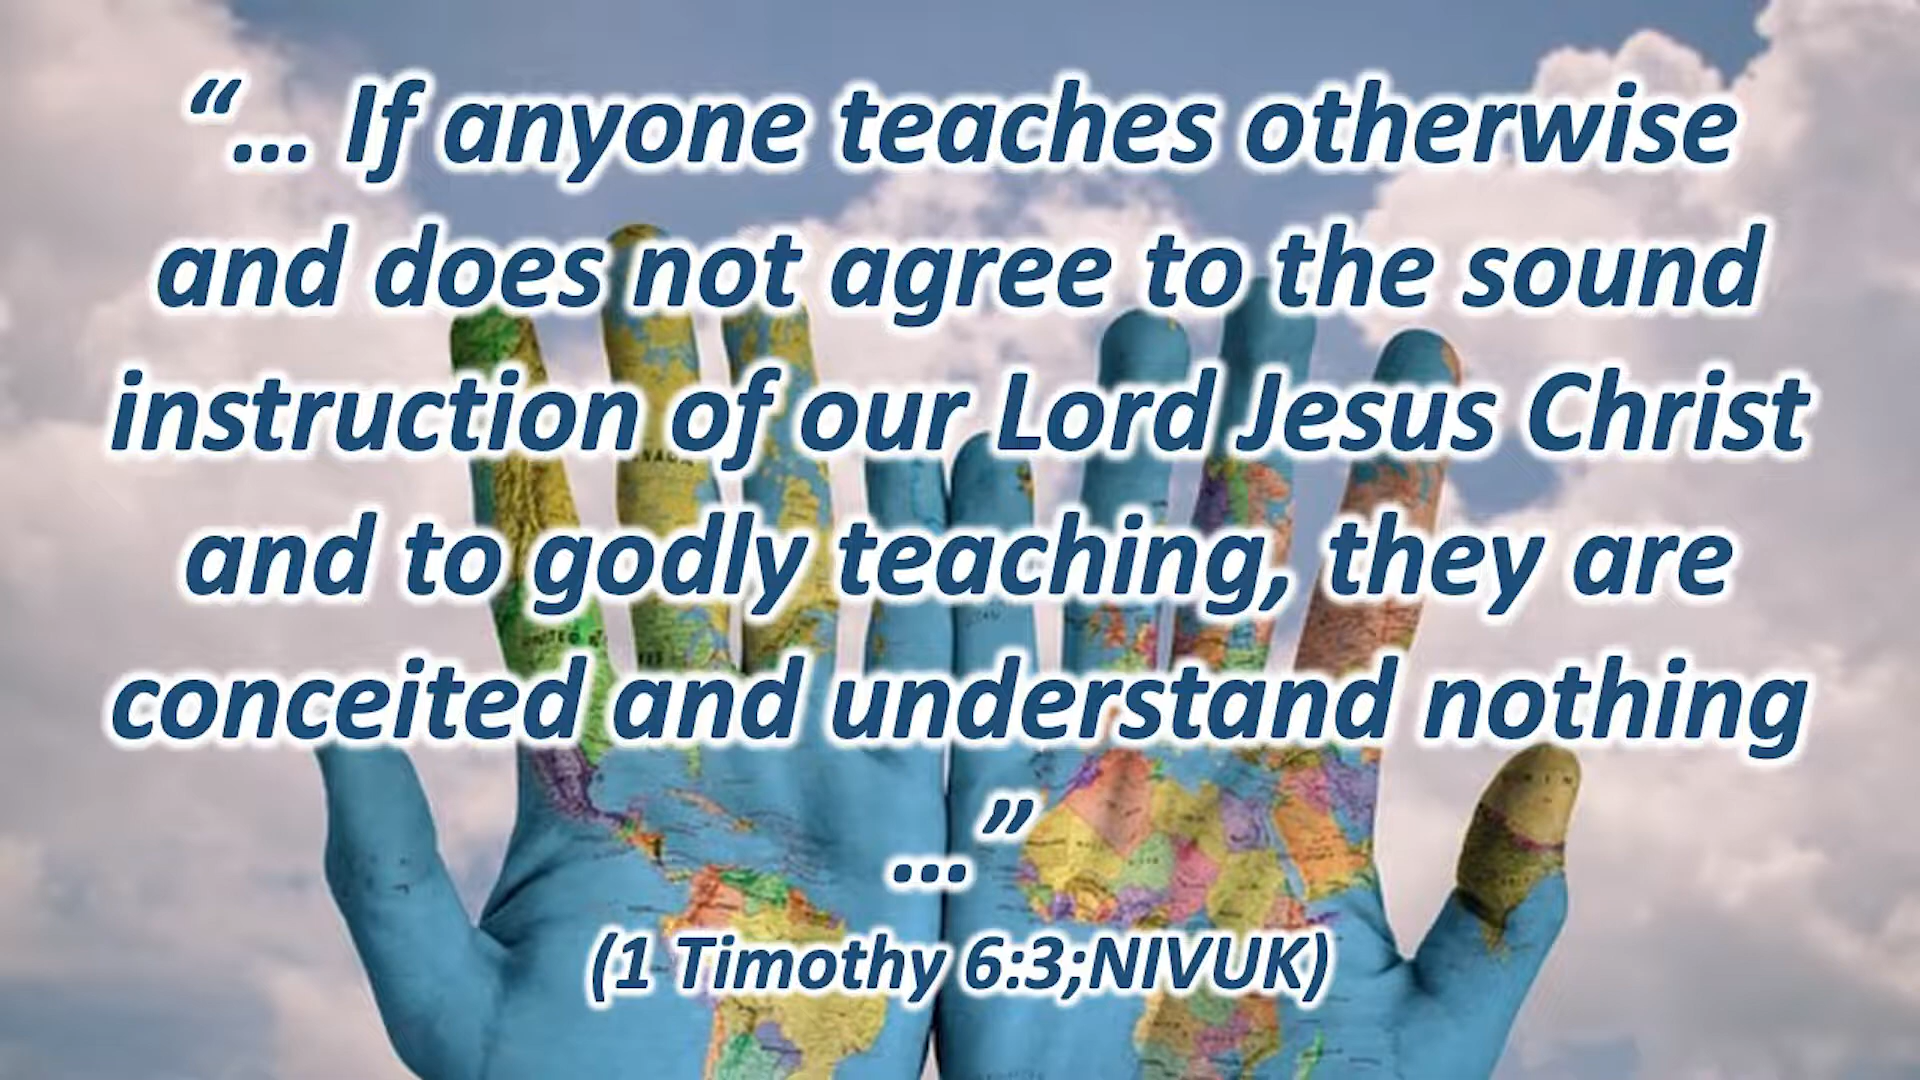 “... If anyone teaches otherwise
and does not agree to the sound
instruction of our Lord Jesus Christ
and to godly teaching, they are
conceited and understand nothing
...”
(1 Timothy 6:3;NIVUK)